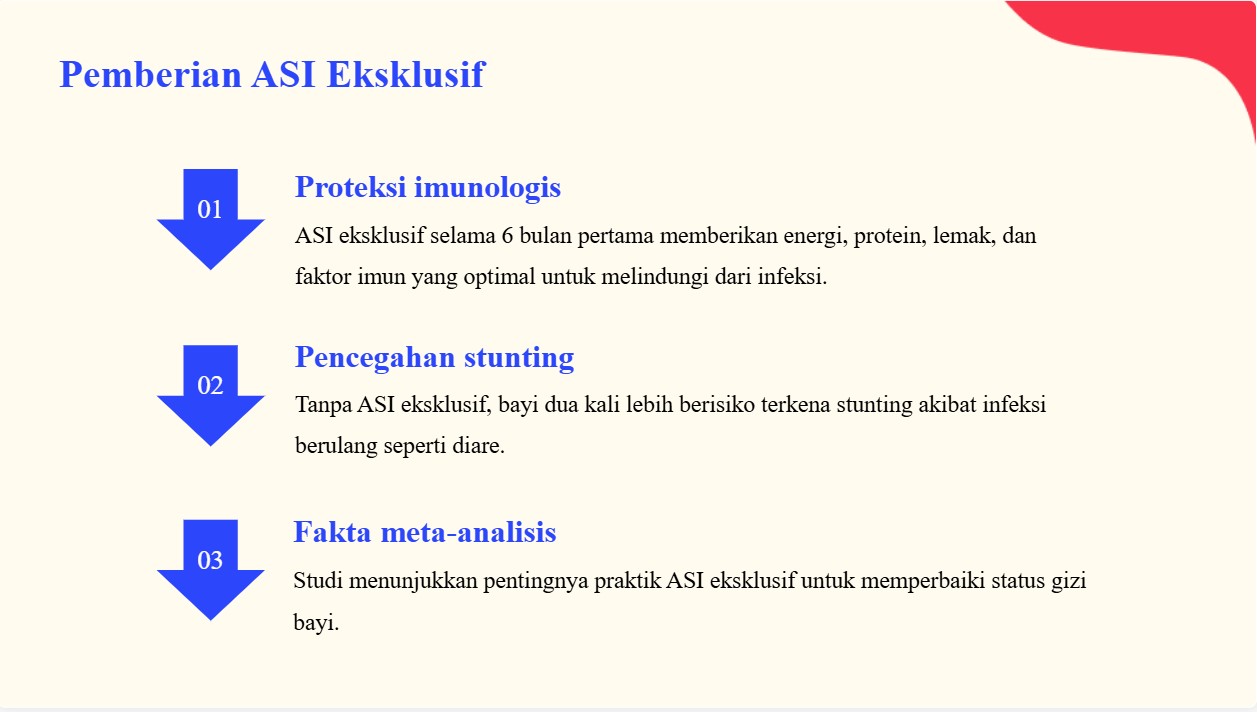 Pemberian ASI Eksklusif
01
Proteksi imunologis
ASI eksklusif selama 6 bulan pertama memberikan energi, protein, lemak, dan
faktor imun yang optimal untuk melindungi dari infeksi.
02
Pencegahan stunting
Tanpa ASI eksklusif, bayi dua kali lebih berisiko terkena stunting akibat infeksi
berulang seperti diare.
03
Fakta meta-analisis
Studi menunjukkan pentingnya praktik ASI eksklusif untuk memperbaiki status gizi
bayi.